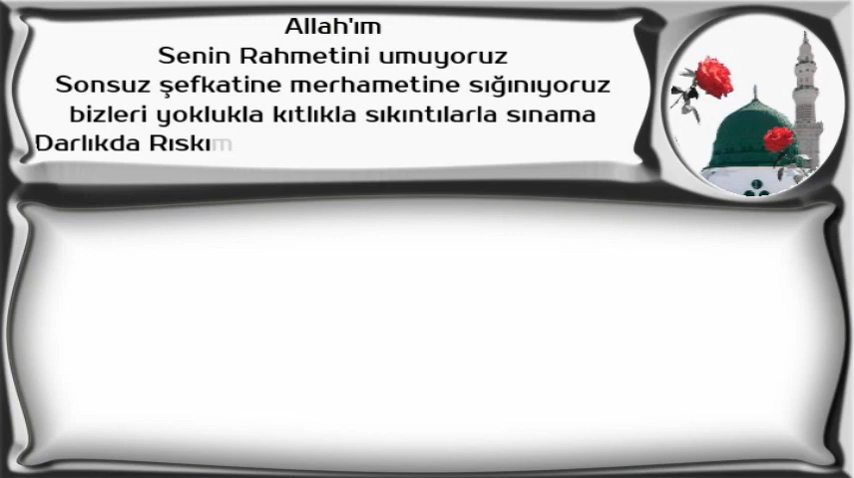 Allah'ım
Senin Rahmetini umuyoruz
Sonsuz şefkatine merhametine sığınıyoruz
bizleri yoklukla kıtlıkla sıkıntılarla sınama
Darlıkda Rıskım